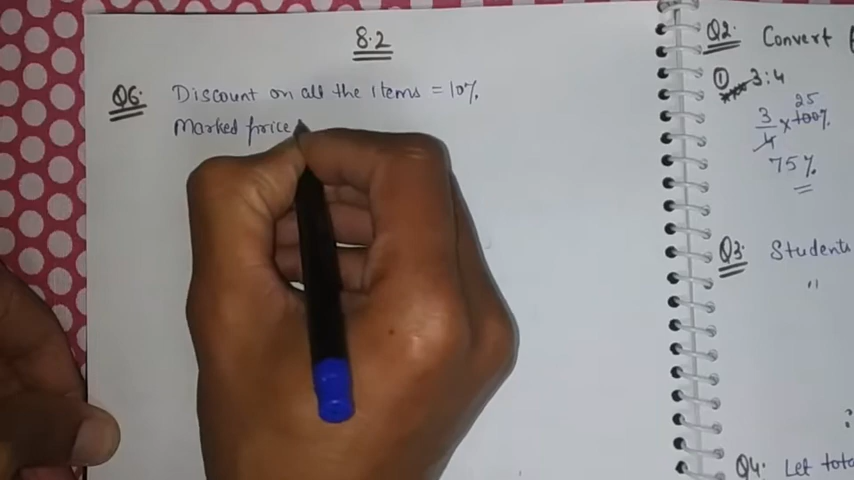 8.2
Q6. Discount on all the items = 10%.
Marked price
Q2. Convert
① 3:4
3/4 × 100%
25
75%
Q3. Students
"
Q4. Let tota